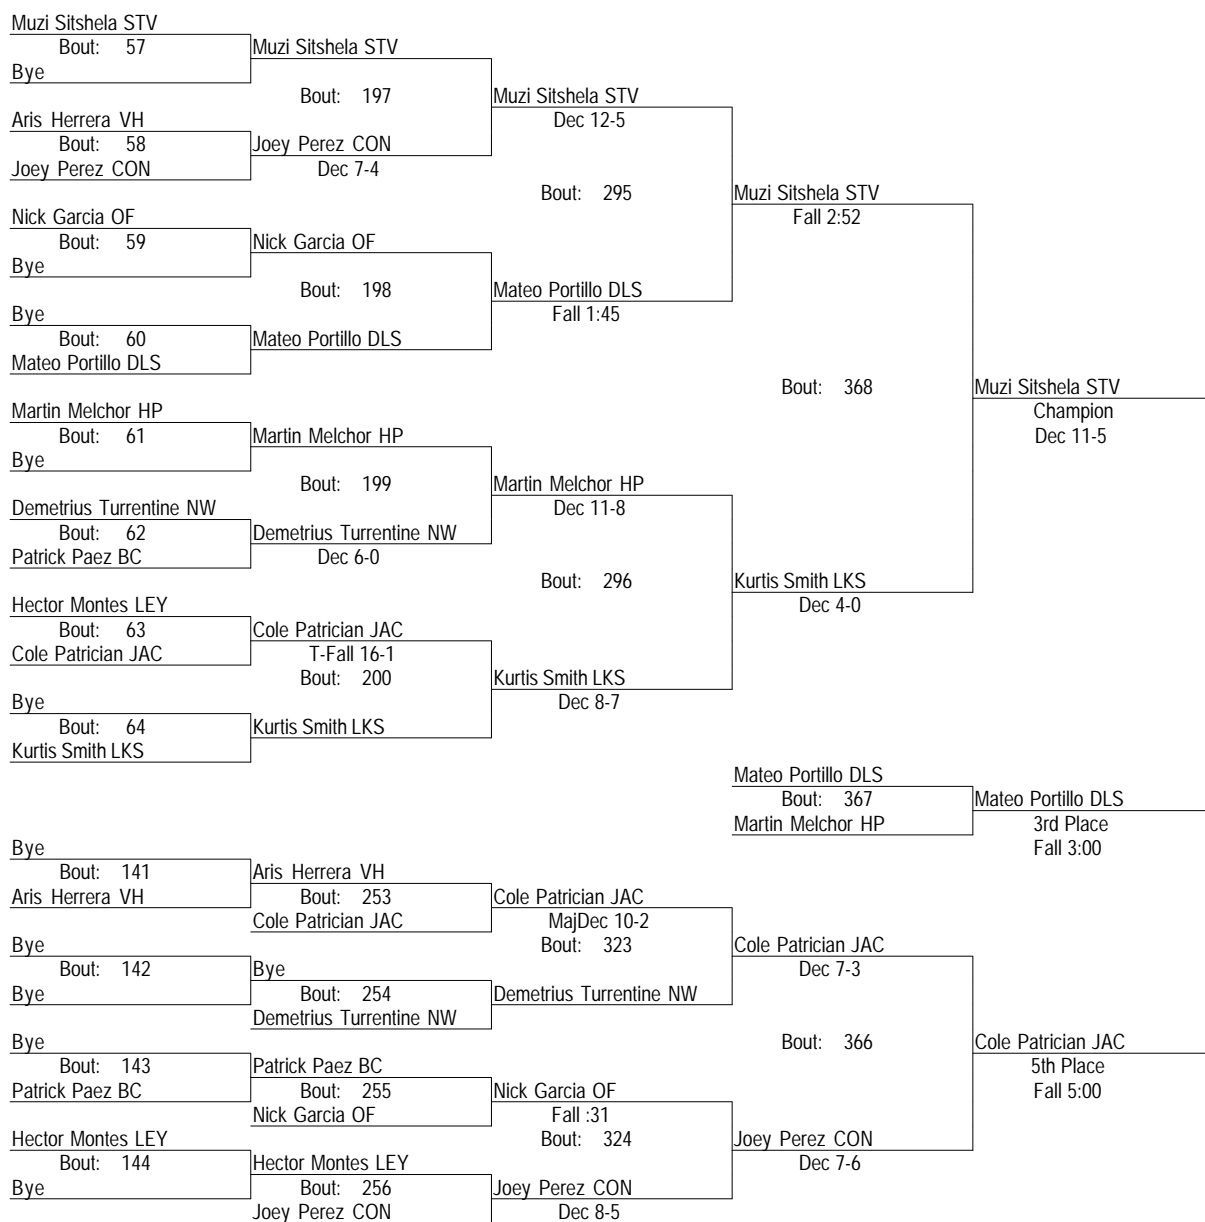 Muzi Sitshela STV
Bout: 57
Muzi Sitshela STV
Bye
Bout: 197
Muzi Sitshela STV
Aris Herrera VH
Dec 12-5
Bout: 58
Joey Perez CON
Joey Perez CON
Dec 7-4
Bout: 295
Muzi Sitshela STV
Nick Garcia OF
Fall 2:52
Bout: 59
Nick Garcia OF
Bye
Bout: 198
Mateo Portillo DLS
Bye
Fall 1:45
Bout: 60
Mateo Portillo DLS
Mateo Portillo DLS
Bout: 368
Muzi Sitshela STV
Martin Melchor HP
Champion
Bout: 61
Martin Melchor HP
Dec 11-5
Bye
Bout: 199
Martin Melchor HP
Demetrius Turrentine NW
Dec 11-8
Bout: 62
Demetrius Turrentine NW
Patrick Paez BC
Dec 6-0
Bout: 296
Kurtis Smith LKS
Hector Montes LEY
Dec 4-0
Bout: 63
Cole Patrician JAC
Cole Patrician JAC
T-Fall 16-1
Bout: 200
Kurtis Smith LKS
Bye
Dec 8-7
Bout: 64
Kurtis Smith LKS
Kurtis Smith LKS
Mateo Portillo DLS
Bout: 367
Mateo Portillo DLS
Martin Melchor HP
3rd Place
Fall 3:00
Bye
Bout: 141
Aris Herrera VH
Aris Herrera VH
Bout: 253
Cole Patrician JAC
Cole Patrician JAC
MajDec 10-2
Bye
Bout: 323
Cole Patrician JAC
Bout: 142
Bye
Dec 7-3
Bye
Bout: 254
Demetrius Turrentine NW
Demetrius Turrentine NW
Bye
Bout: 366
Cole Patrician JAC
Bout: 143
Patrick Paez BC
5th Place
Patrick Paez BC
Bout: 255
Nick Garcia OF
Fall 5:00
Nick Garcia OF
Fall :31
Hector Montes LEY
Bout: 324
Joey Perez CON
Bout: 144
Hector Montes LEY
Dec 7-6
Bye
Bout: 256
Joey Perez CON
Joey Perez CON
Dec 8-5